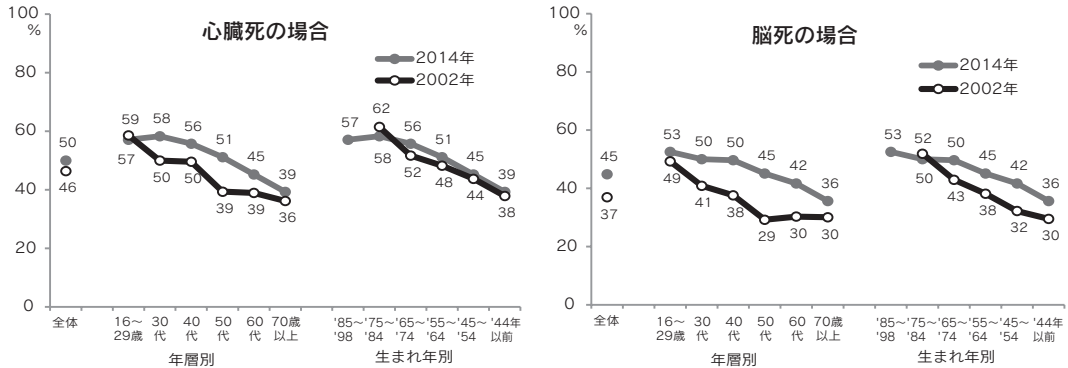 心臓死の場合
100
%
80
60
40
20
0
2014年
2002年
50
46
59 58 56 51 45 39
57 50 50 39 39 36
62
57 56 51 45 39
58 52 48 44 38
全体
16～ 30 40 50 60 70歳
29歳 代 代 代 代 以上
年層別
'85～'75～'65～'55～'45～'44年
'98 '84 '74 '64 '54 以前
生まれ年別
脳死の場合
100
%
80
60
40
20
0
2014年
2002年
45
37
53 50 50 45 42 36
49 41 38 29 30 30
53 52 50 45 42 36
50 43 38 32 30
全体
16～ 30 40 50 60 70歳
29歳 代 代 代 代 以上
年層別
'85～'75～'65～'55～'45～'44年
'98 '84 '74 '64 '54 以前
生まれ年別